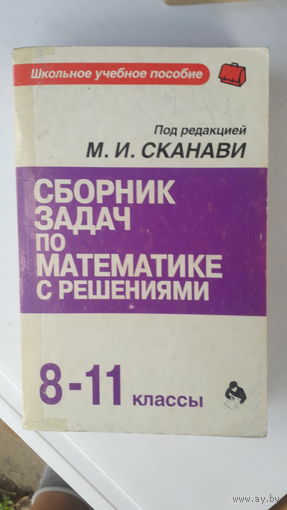 Школьное учебное пособие
Под редакцией
М. И. СКАНАВИ
СБОРНИК
ЗАДАЧ
ПО
МАТЕМАТИКЕ
С РЕШЕНИЯМИ
8-11 классы
© www.ay.by